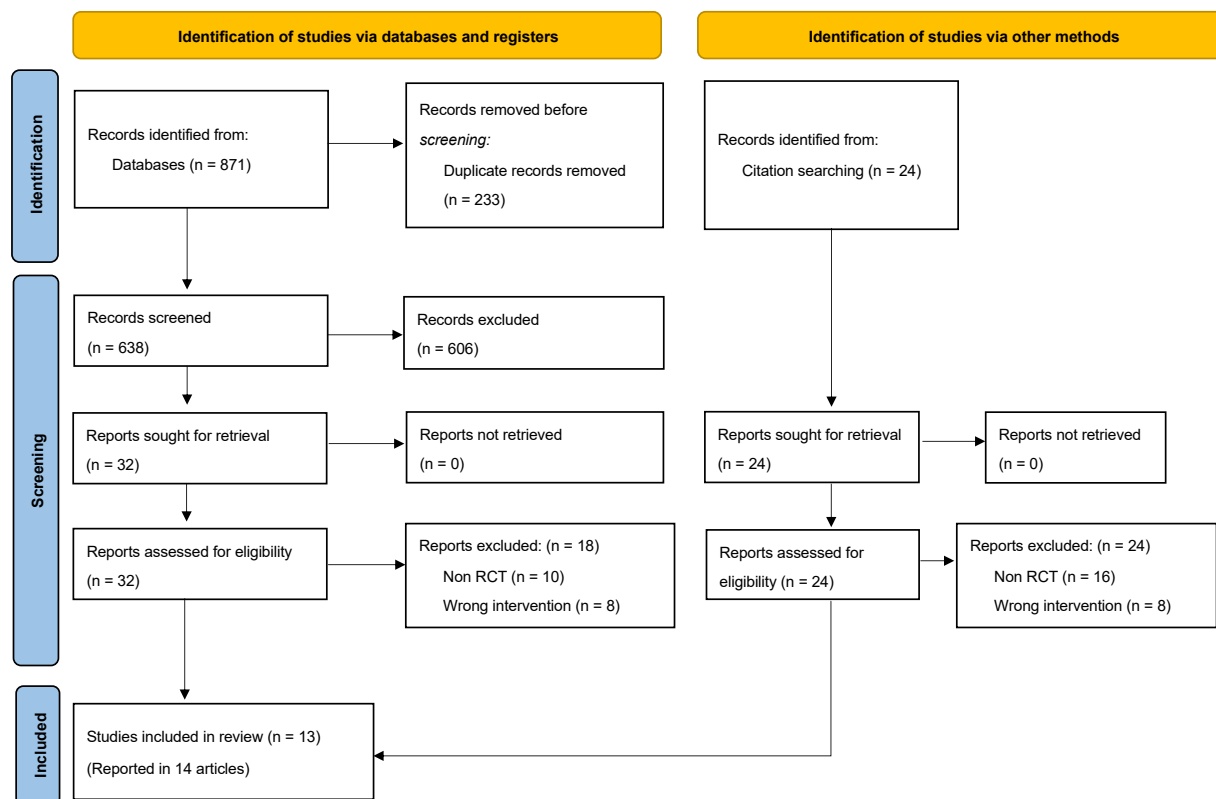 Identification of studies via databases and registers
Identification of studies via other methods
Identification
Records identified from:
Databases (n = 871)
Records removed before
screening:
Duplicate records removed
(n = 233)
Records identified from:
Citation searching (n = 24)
Screening
Records screened
(n = 638)
Records excluded
(n = 606)
Reports sought for retrieval
(n = 32)
Reports not retrieved
(n = 0)
Reports sought for retrieval
(n = 24)
Reports not retrieved
(n = 0)
Reports assessed for eligibility
(n = 32)
Reports excluded: (n = 18)
Non RCT (n = 10)
Wrong intervention (n = 8)
Reports assessed for
eligibility (n = 24)
Reports excluded: (n = 24)
Non RCT (n = 16)
Wrong intervention (n = 8)
Included
Studies included in review (n = 13)
(Reported in 14 articles)